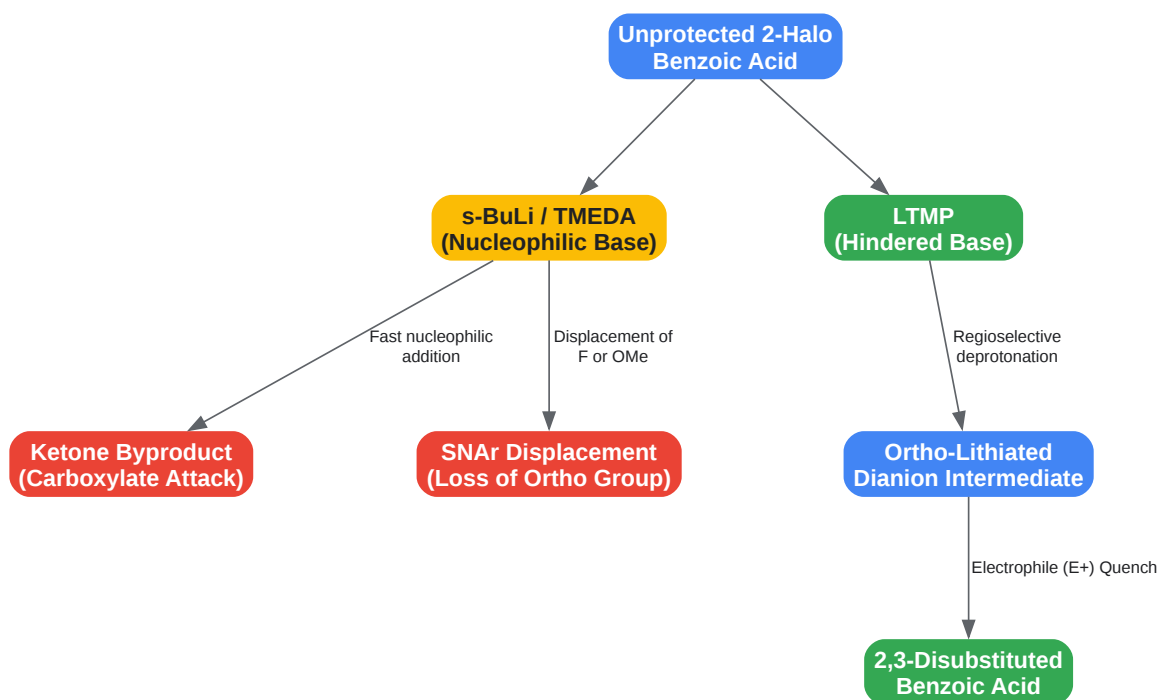 Unprotected 2-Halo
Benzoic Acid
s-BuLi / TMEDA
(Nucleophilic Base)
LTMP
(Hindered Base)
Fast nucleophilic
addition
Displacement of
F or OMe
Regioselective
deprotonation
Ketone Byproduct
(Carboxylate Attack)
SNAr Displacement
(Loss of Ortho Group)
Ortho-Lithiated
Dianion Intermediate
Electrophile (E+) Quench
2,3-Disubstituted
Benzoic Acid